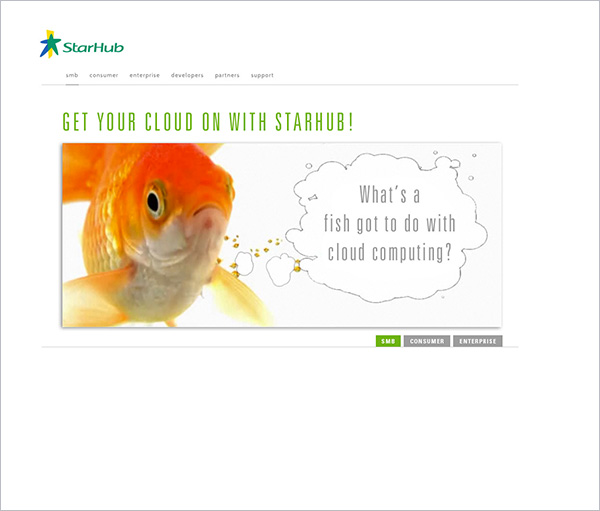 StarHub
smb consumer enterprise developers partners support
GET YOUR CLOUD ON WITH STARHUB!
What's a
fish got to do with
cloud computing?
SMB CONSUMER ENTERPRISE